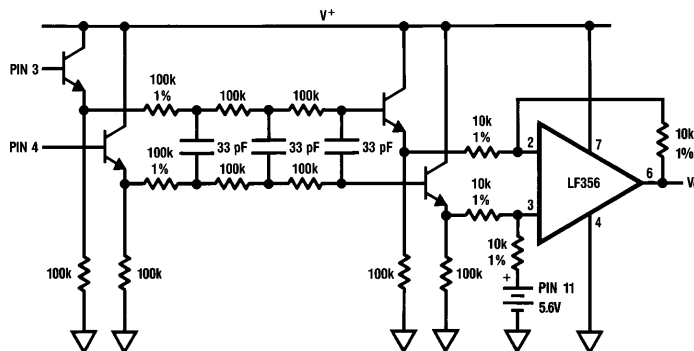 V+
PIN 3
100k
1%
100k
100k
PIN 4
33 pF
33 pF
33 pF
100k
1%
100k
100k
10k
1%
2
7
LF356
6
10k
1%
10k
1%
3
4
10k
1%
100k
100k
100k
100k
+
PIN 11
5.6V